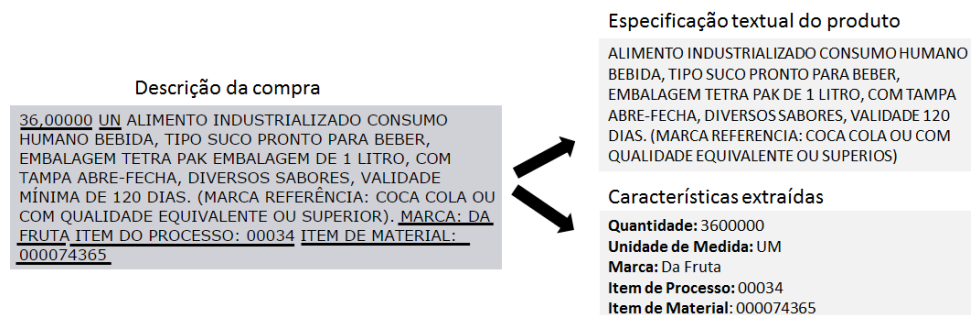 Descrição da compra
36,00000 UN ALIMENTO INDUSTRIALIZADO CONSUMO
HUMANO BEBIDA, TIPO SUCO PRONTO PARA BEBER,
EMBALAGEM TETRA PAK EMBALAGEM DE 1 LITRO, COM
TAMPA ABRE-FECHA, DIVERSOS SABORES, VALIDADE
MÍNIMA DE 120 DIAS. (MARCA REFERÊNCIA: COCA COLA OU
COM QUALIDADE EQUIVALENTE OU SUPERIOR). MARCA: DA
FRUTA ITEM DO PROCESSO: 00034 ITEM DE MATERIAL:
000074365
Especificação textual do produto
ALIMENTO INDUSTRIALIZADO CONSUMO HUMANO
BEBIDA, TIPO SUCO PRONTO PARA BEBER,
EMBALAGEM TETRA PAK DE 1 LITRO, COM TAMPA
ABRE-FECHA, DIVERSOS SABORES, VALIDADE 120
DIAS. (MARCA REFERENCIA: COCA COLA OU COM
QUALIDADE EQUIVALENTE OU SUPERIOS)
Características extraídas
Quantidade: 3600000
Unidade de Medida: UM
Marca: Da Fruta
Item de Processo: 00034
Item de Material: 000074365